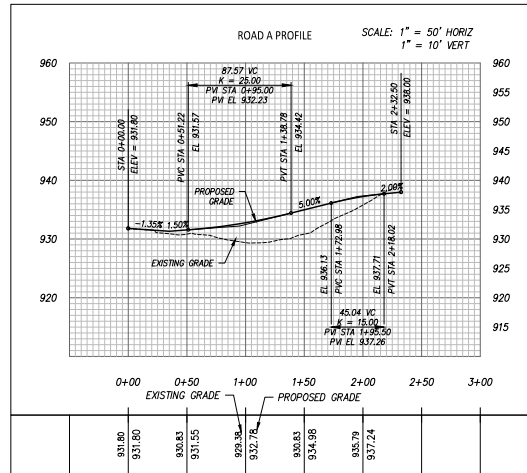 ROAD A PROFILE
SCALE: 1" = 50' HORIZ
1" = 10' VERT
960
950
940
930
920
960
955
950
945
940
935
930
925
920
915
87.57 VC
K = 25.00
PVI STA 0+95.00
PVI EL 932.23
STA 0+00.00
ELEV = 931.80
PVC STA 0+51.22
EL 931.57
PVT STA 1+38.78
EL 934.42
STA 2+32.50
ELEV = 938.00
-1.35%
1.50%
PROPOSED GRADE
5.00%
2.00%
EXISTING GRADE
EL 936.13
PVC STA 1+72.98
EL 937.71
PVT STA 2+18.02
45.04 VC
K = 15.00
PVI STA 1+95.50
PVI EL 937.26
0+00
0+50
1+00
1+50
2+00
2+50
3+00
EXISTING GRADE
PROPOSED GRADE
931.80
931.80
930.83
931.55
929.38
932.78
930.83
934.98
935.79
937.24